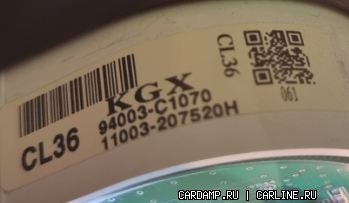 KGX
CL36
94003-C1070
CL36
11003-207520H
061
CARDAMP.RU | CARLINE.RU